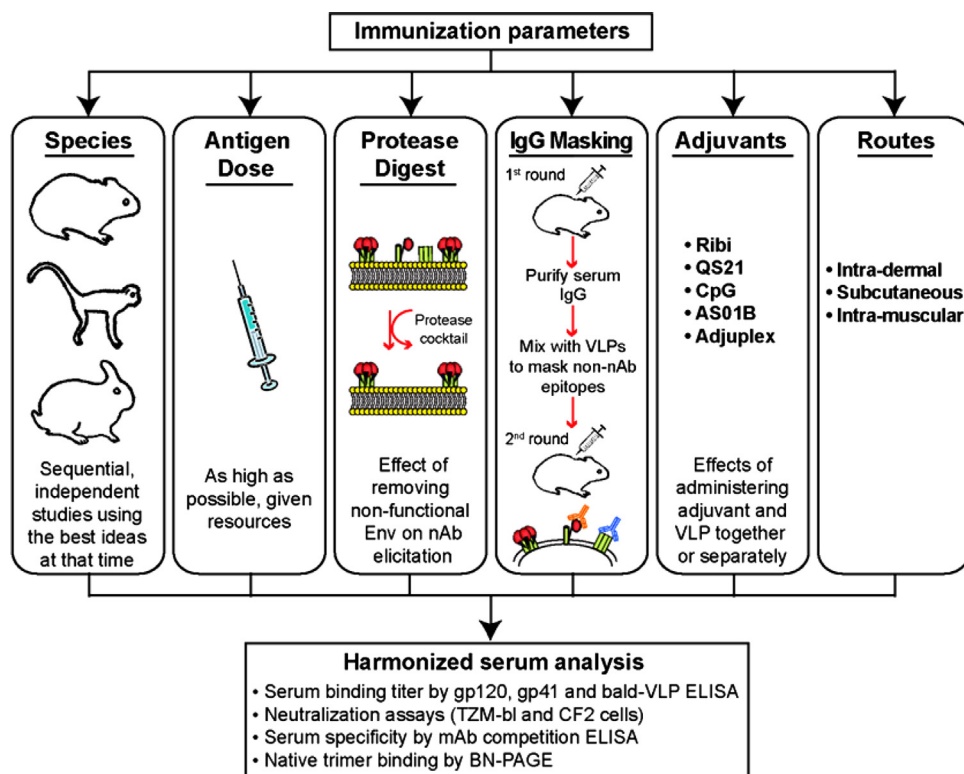 Immunization parameters
Species
Sequential,
independent
studies using
the best ideas
at that time
Antigen
Dose
As high as
possible, given
resources
Protease
Digest
Protease
cocktail
Effect of
removing
non-functional
Env on nAb
elicitation
IgG Masking
1st round
Purify serum
IgG
Mix with VLPs
to mask non-nAb
epitopes
2nd round
Adjuvants
• Ribi
• QS21
• CpG
• AS01B
• Adjuplex
Effects of
administering
adjuvant and
VLP together
or separately
Routes
• Intra-dermal
• Subcutaneous
• Intra-muscular
Harmonized serum analysis
• Serum binding titer by gp120, gp41 and bald-VLP ELISA
• Neutralization assays (TZM-bl and CF2 cells)
• Serum specificity by mAb competition ELISA
• Native trimer binding by BN-PAGE